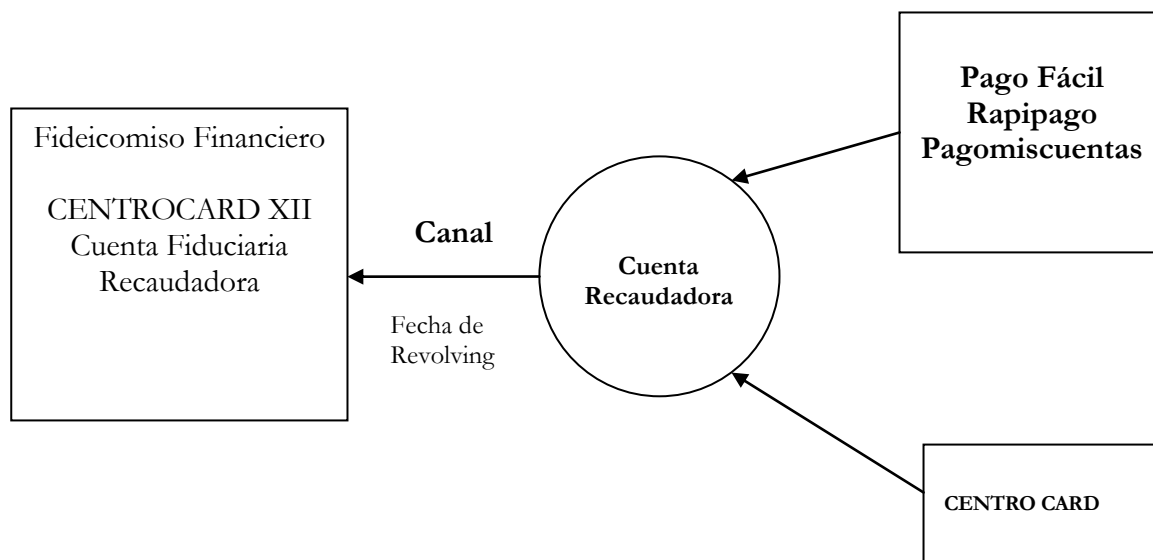 Fideicomiso Financiero
CENTROCARD XII
Cuenta Fiduciaria
Recaudadora
Canal
Fecha de
Revolving
Cuenta
Recaudadora
Pago Fácil
Rapipago
Pagomiscuentas
CENTRO CARD